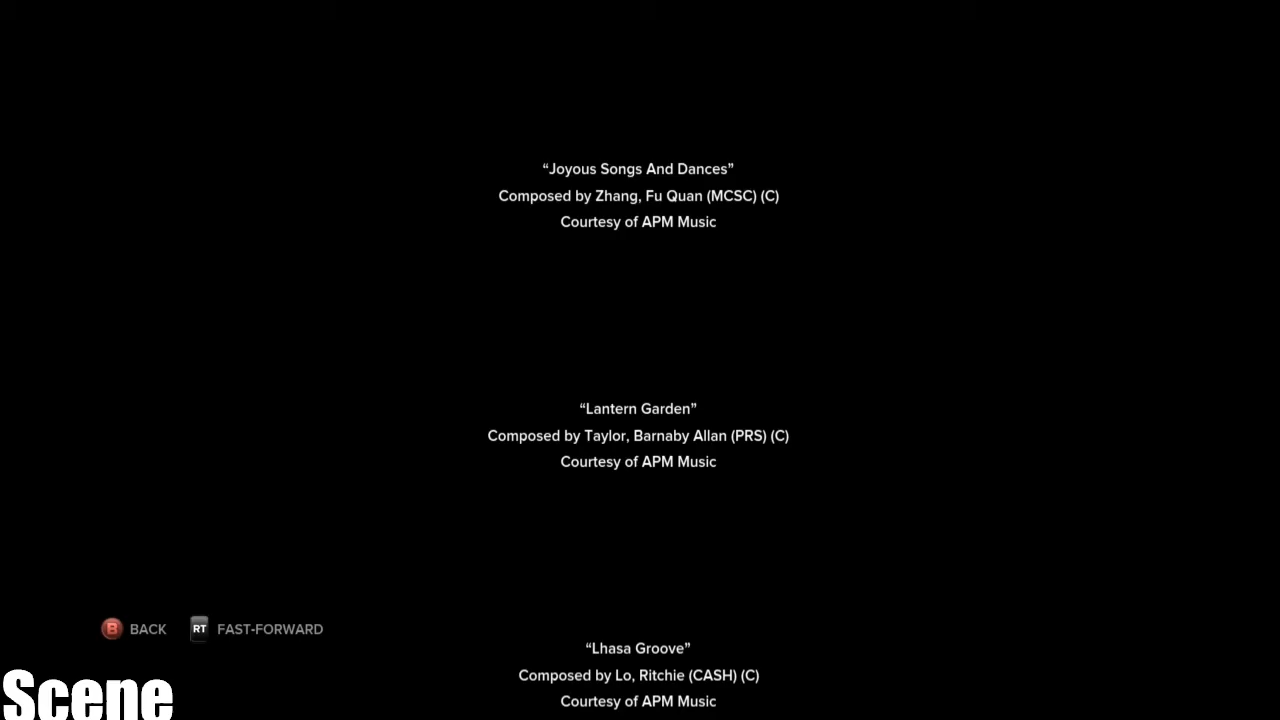 “Joyous Songs And Dances”
Composed by Zhang, Fu Quan (MCSC) (C)
Courtesy of APM Music
“Lantern Garden”
Composed by Taylor, Barnaby Allan (PRS) (C)
Courtesy of APM Music
B BACK RT FAST-FORWARD
“Lhasa Groove”
Composed by Lo, Ritchie (CASH) (C)
Courtesy of APM Music
Scene